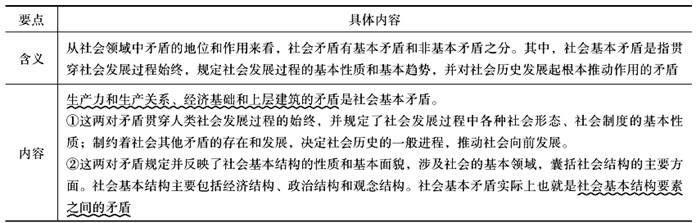 要点 具体内容
含义
从社会领域中矛盾的地位和作用来看，社会矛盾有基本矛盾和非基本矛盾之分。其中，社会基本矛盾是指贯
穿社会发展过程始终，规定社会发展过程的基本性质和基本趋势，并对社会历史发展起根本推动作用的矛盾
内容
生产力和生产关系、经济基础和上层建筑的矛盾是社会基本矛盾。
①这两对矛盾贯穿人类社会发展过程的始终，并规定了社会发展过程中各种社会形态、社会制度的基本性
质；制约着社会其他矛盾的存在和发展，决定社会历史的一般进程，推动社会向前发展。
②这两对矛盾规定并反映了社会基本结构的性质和基本面貌，涉及社会的基本领域，囊括社会结构的主要方
面。社会基本结构主要包括经济结构、政治结构和观念结构。社会基本矛盾实际上也就是社会基本结构要素
之间的矛盾